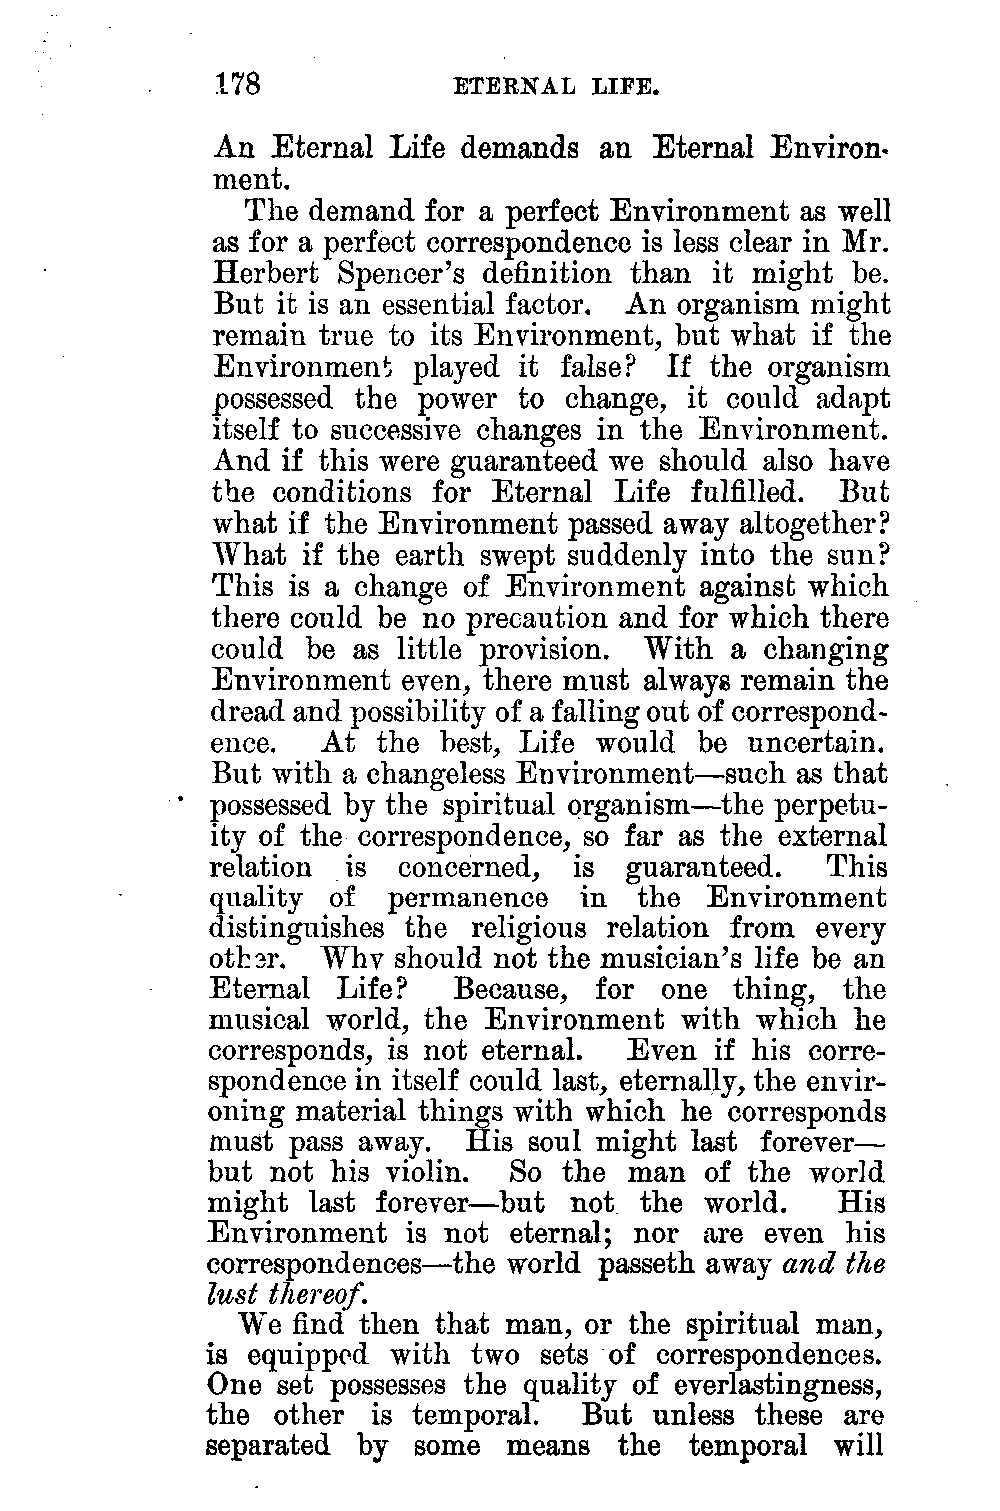 178 ETERNAL LIFE.
An Eternal Life demands an Eternal Environ-
ment.
The demand for a perfect Environment as well
as for a perfect correspondence is less clear in Mr.
Herbert Spencer's definition than it might be.
But it is an essential factor. An organism might
remain true to its Environment, but what if the
Environment played it false? If the organism
possessed the power to change, it could adapt
itself to successive changes in the Environment.
And if this were guaranteed we should also have
the conditions for Eternal Life fulfilled. But
what if the Environment passed away altogether?
What if the earth swept suddenly into the sun?
This is a change of Environment against which
there could be no precaution and for which there
could be as little provision. With a changing
Environment even, there must always remain the
dread and possibility of a falling out of correspond-
ence. At the best, Life would be uncertain.
But with a changeless Environment—such as that
possessed by the spiritual organism—the perpetu-
ity of the correspondence, so far as the external
relation is concerned, is guaranteed. This
quality of permanence in the Environment
distinguishes the religious relation from every
other. Why should not the musician's life be an
Eternal Life? Because, for one thing, the
musical world, the Environment with which he
corresponds, is not eternal. Even if his corre-
spondence in itself could last, eternally, the envir-
oning material things with which he corresponds
must pass away. His soul might last forever—
but not his violin. So the man of the world
might last forever—but not the world. His
Environment is not eternal; nor are even his
correspondences—the world passeth away and the
lust thereof.
We find then that man, or the spiritual man,
is equipped with two sets of correspondences.
One set possesses the quality of everlastingness,
the other is temporal. But unless these are
separated by some means the temporal will